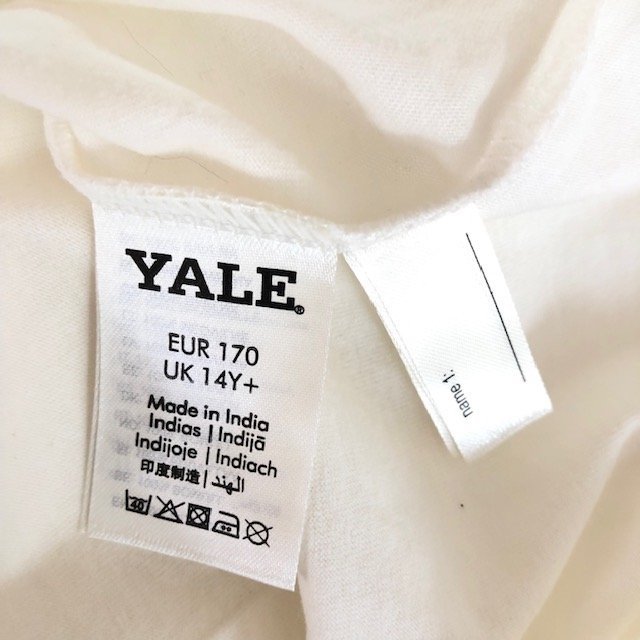 YALE®
EUR 170
UK 14Y+
Made in India
Indias | Indijā
Indijoje | Indiach
印度制造 | الهند
40
name 1: